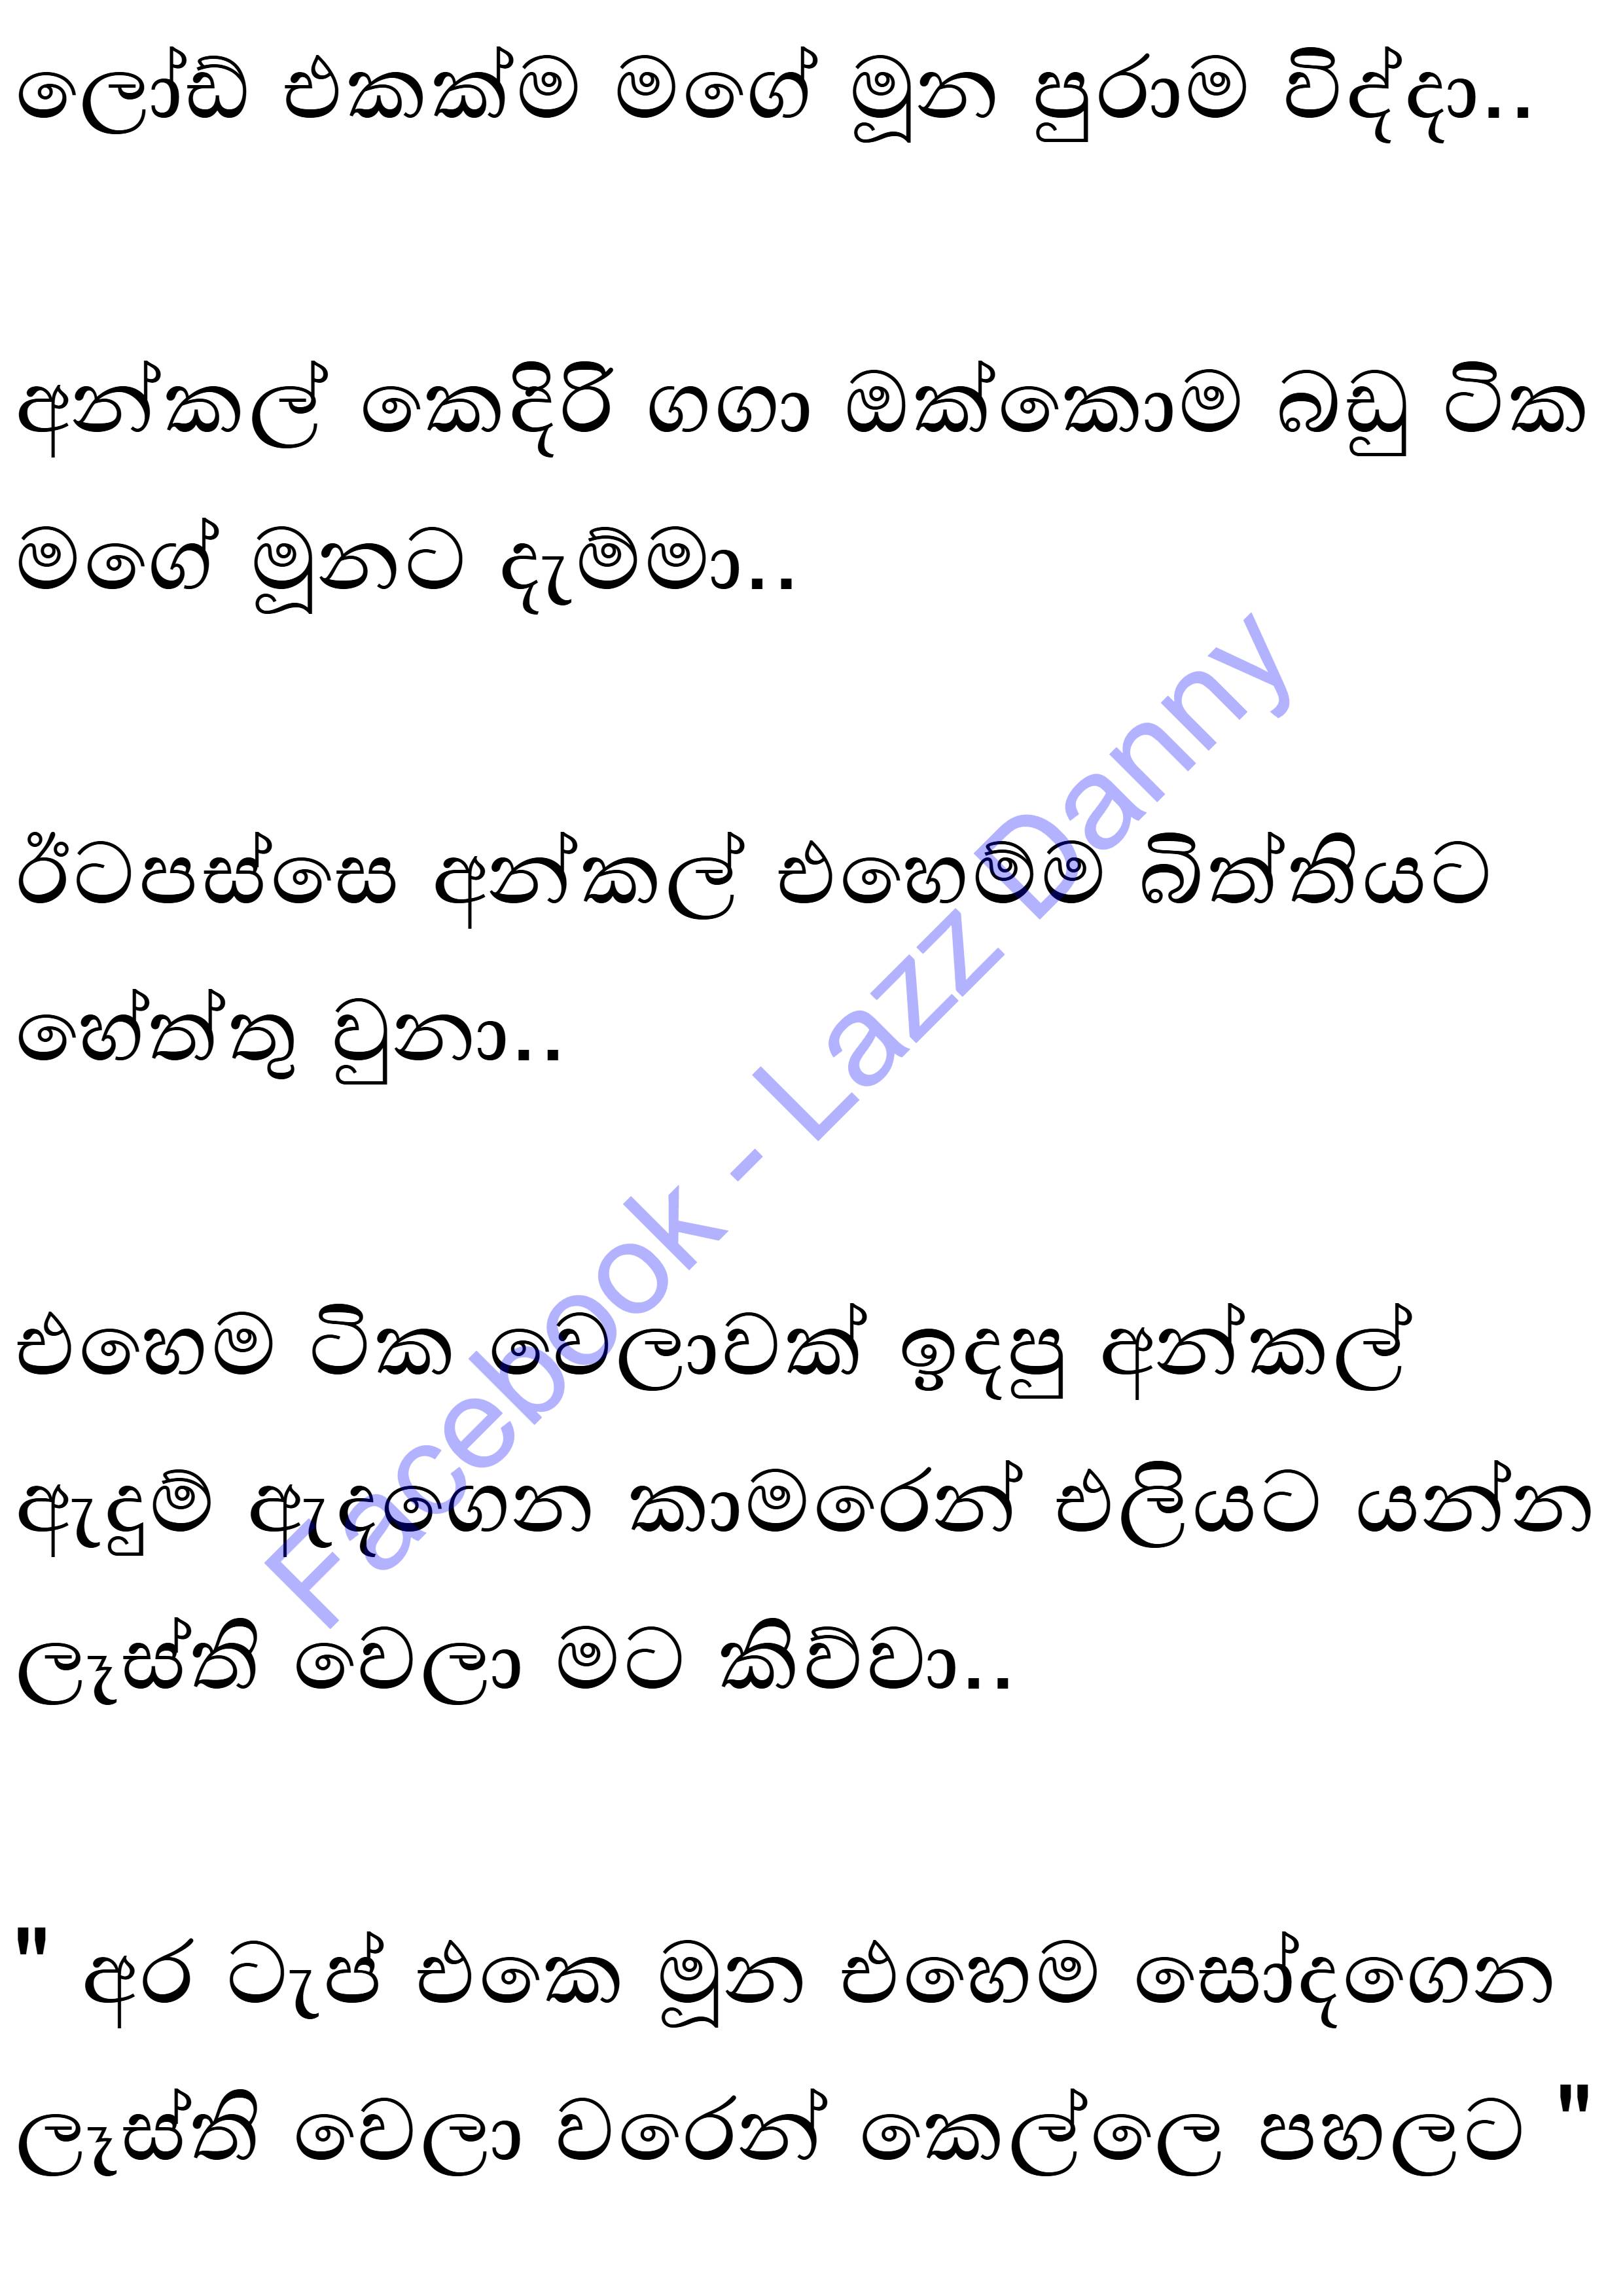 ලෝඩ් එකක්ම මගේ මූන පුරාම විද්දා..
අන්කල් කෙදිරි ගගා ඔක්කොම බඩු ටික
මගේ මූනට දැම්මා..
ඊටපස්සෙ අන්කල් එහෙම්ම බිත්තියට
හේත්තු වුනා..
එහෙම ටික වෙලාවක් ඉදපු අන්කල්
ඇදුම් ඇදගෙන කාමරෙන් එලියට යන්න
ලෑස්ති වෙලා මට කිව්වා..
" අර ටැප් එකෙ මූන එහෙම සෝදගෙන
ලෑස්ති වෙලා වරෙන් කෙල්ලෙ පහලට "
Facebook - Lazz Danny